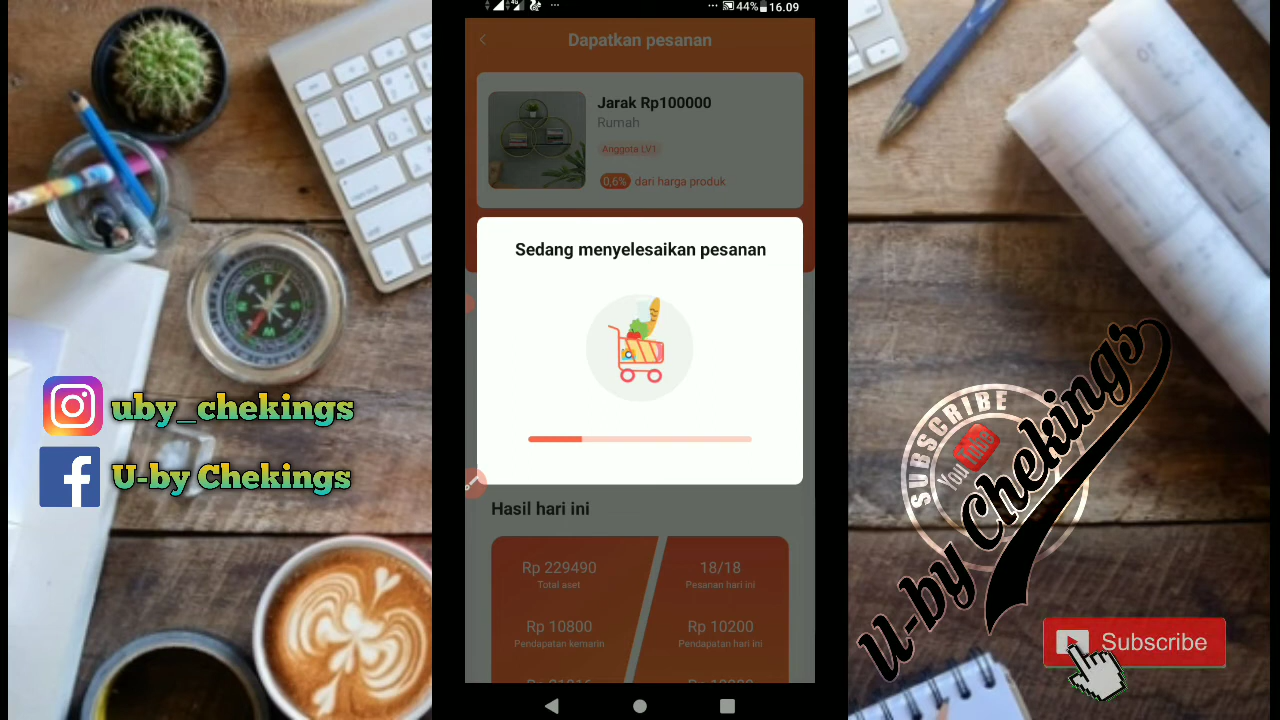 4G
44%
16.09
Dapatkan pesanan
Jarak Rp100000
Rumah
Anggota LV1
0,6% dari harga produk
Sedang menyelesaikan pesanan
Hasil hari ini
Rp 229490
Total aset
18/18
Pesanan hari ini
Rp 10800
Pendapatan kemarin
Rp 10200
Pendapatan hari ini
uby_chekings
U-by Chekings
SUBSCRIBE
YouTube
U-by Chekings
Subscribe